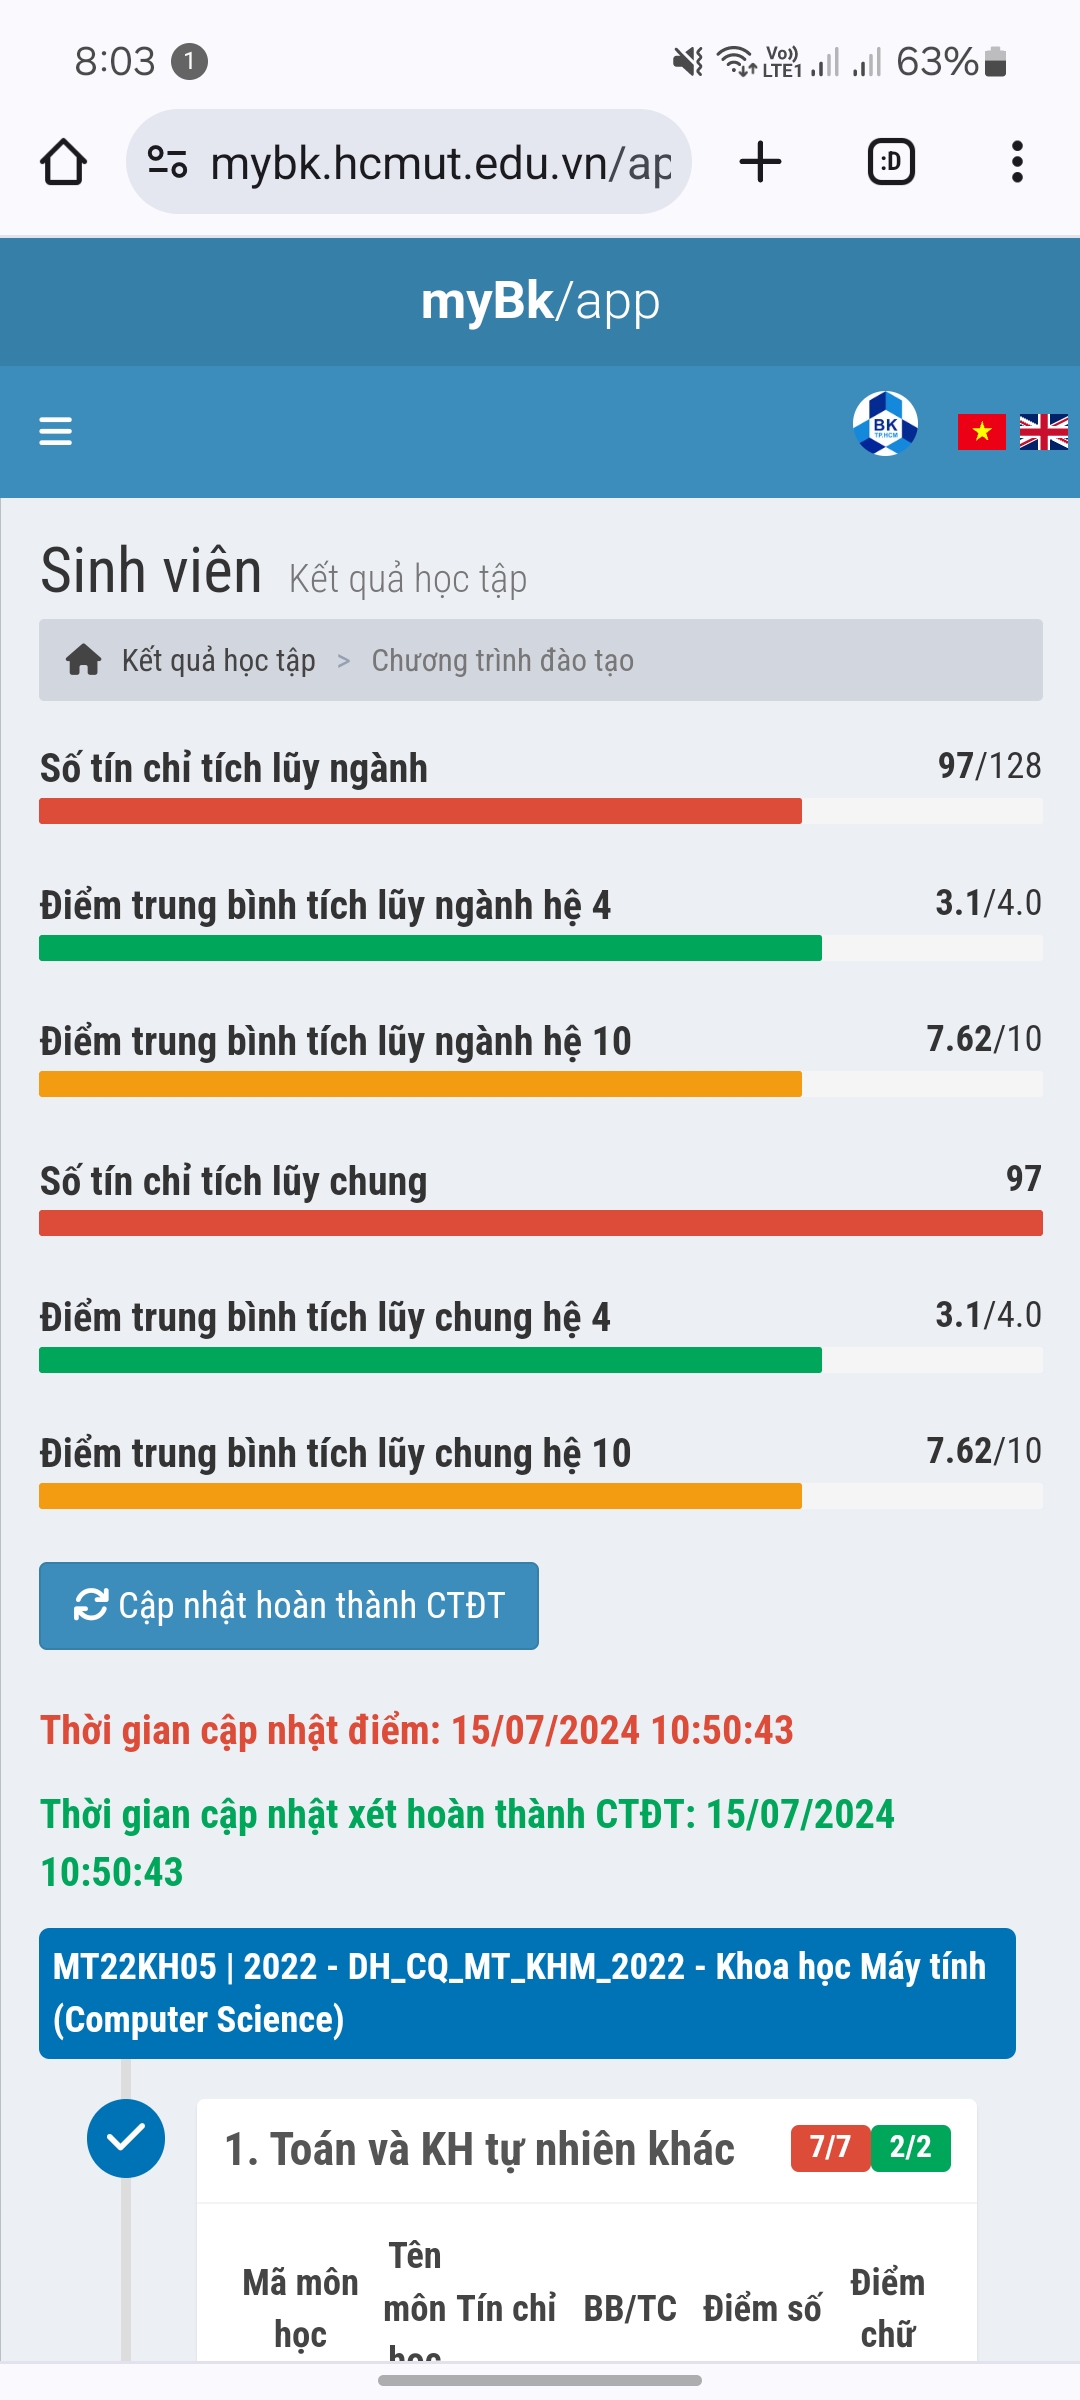 8:03 1 Vo)) LTE1 63%
mybk.hcmut.edu.vn/ap :D
myBk/app
BK
TP.HCM
Sinh viên Kết quả học tập
Kết quả học tập > Chương trình đào tạo
Số tín chỉ tích lũy ngành 97/128
Điểm trung bình tích lũy ngành hệ 4 3.1/4.0
Điểm trung bình tích lũy ngành hệ 10 7.62/10
Số tín chỉ tích lũy chung 97
Điểm trung bình tích lũy chung hệ 4 3.1/4.0
Điểm trung bình tích lũy chung hệ 10 7.62/10
Cập nhật hoàn thành CTĐT
Thời gian cập nhật điểm: 15/07/2024 10:50:43
Thời gian cập nhật xét hoàn thành CTĐT: 15/07/2024
10:50:43
MT22KH05 | 2022 - DH_CQ_MT_KHM_2022 - Khoa học Máy tính
(Computer Science)
1. Toán và KH tự nhiên khác 7/7 2/2
Mã môn học
Tên môn học
Tín chỉ
BB/TC
Điểm số
Điểm chữ